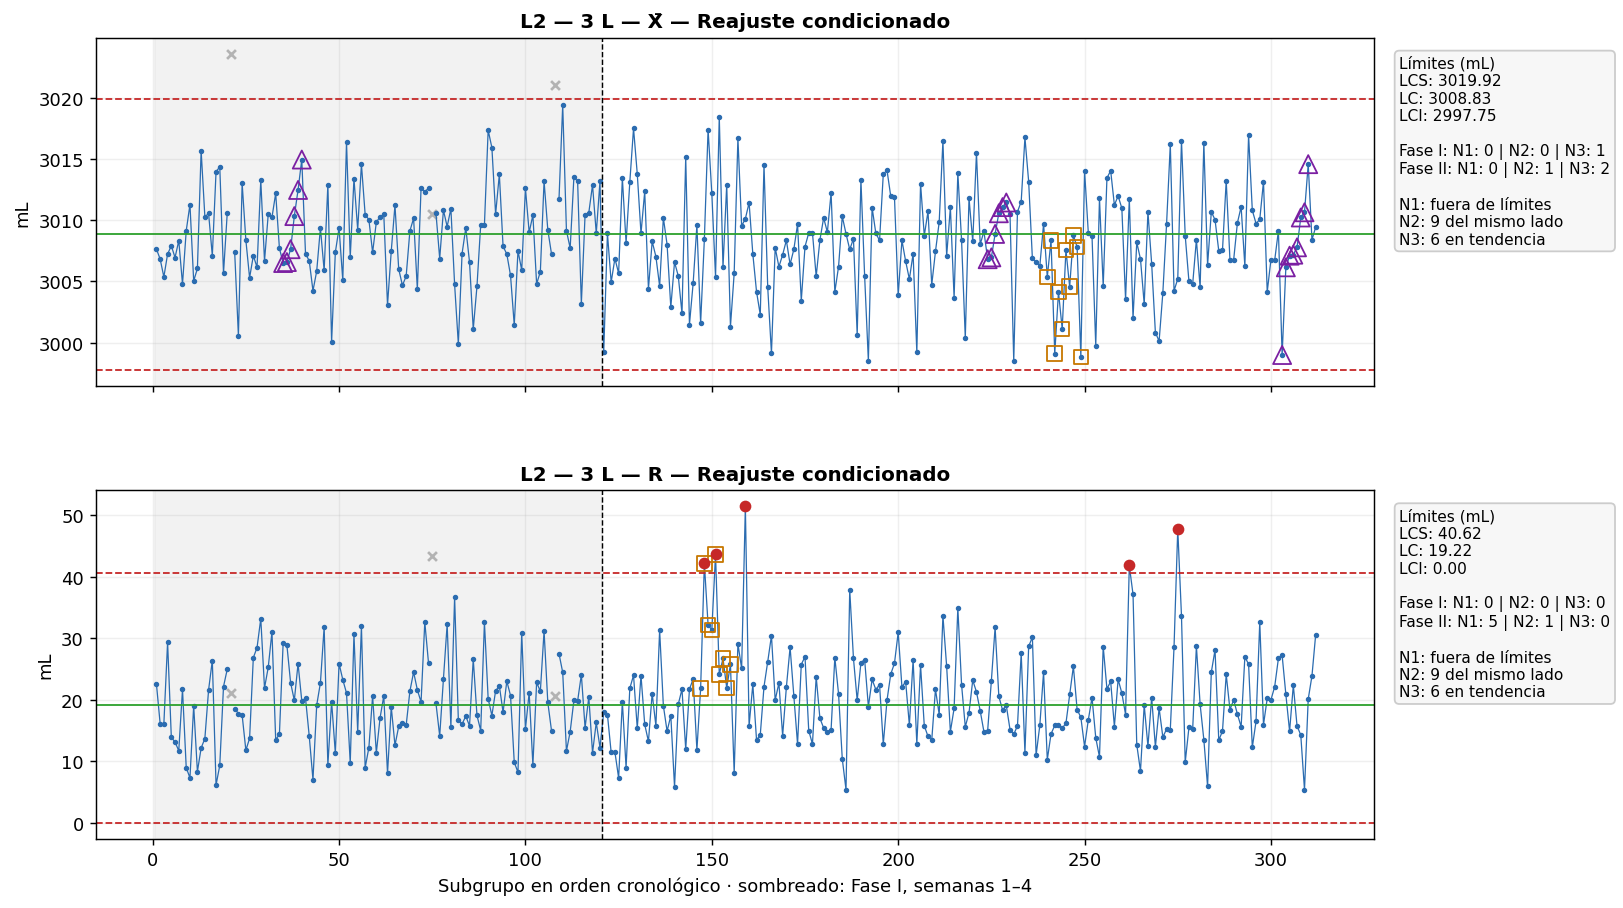 L2 — 3 L — X̄ — Reajuste condicionado
mL
3020
3015
3010
3005
3000
Límites (mL)
LCS: 3019.92
LC: 3008.83
LCI: 2997.75
Fase I: N1: 0 | N2: 0 | N3: 1
Fase II: N1: 0 | N2: 1 | N3: 2
N1: fuera de límites
N2: 9 del mismo lado
N3: 6 en tendencia
L2 — 3 L — R — Reajuste condicionado
mL
50
40
30
20
10
0
Límites (mL)
LCS: 40.62
LC: 19.22
LCI: 0.00
Fase I: N1: 0 | N2: 0 | N3: 0
Fase II: N1: 5 | N2: 1 | N3: 0
N1: fuera de límites
N2: 9 del mismo lado
N3: 6 en tendencia
0 50 100 150 200 250 300
Subgrupo en orden cronológico · sombreado: Fase I, semanas 1–4